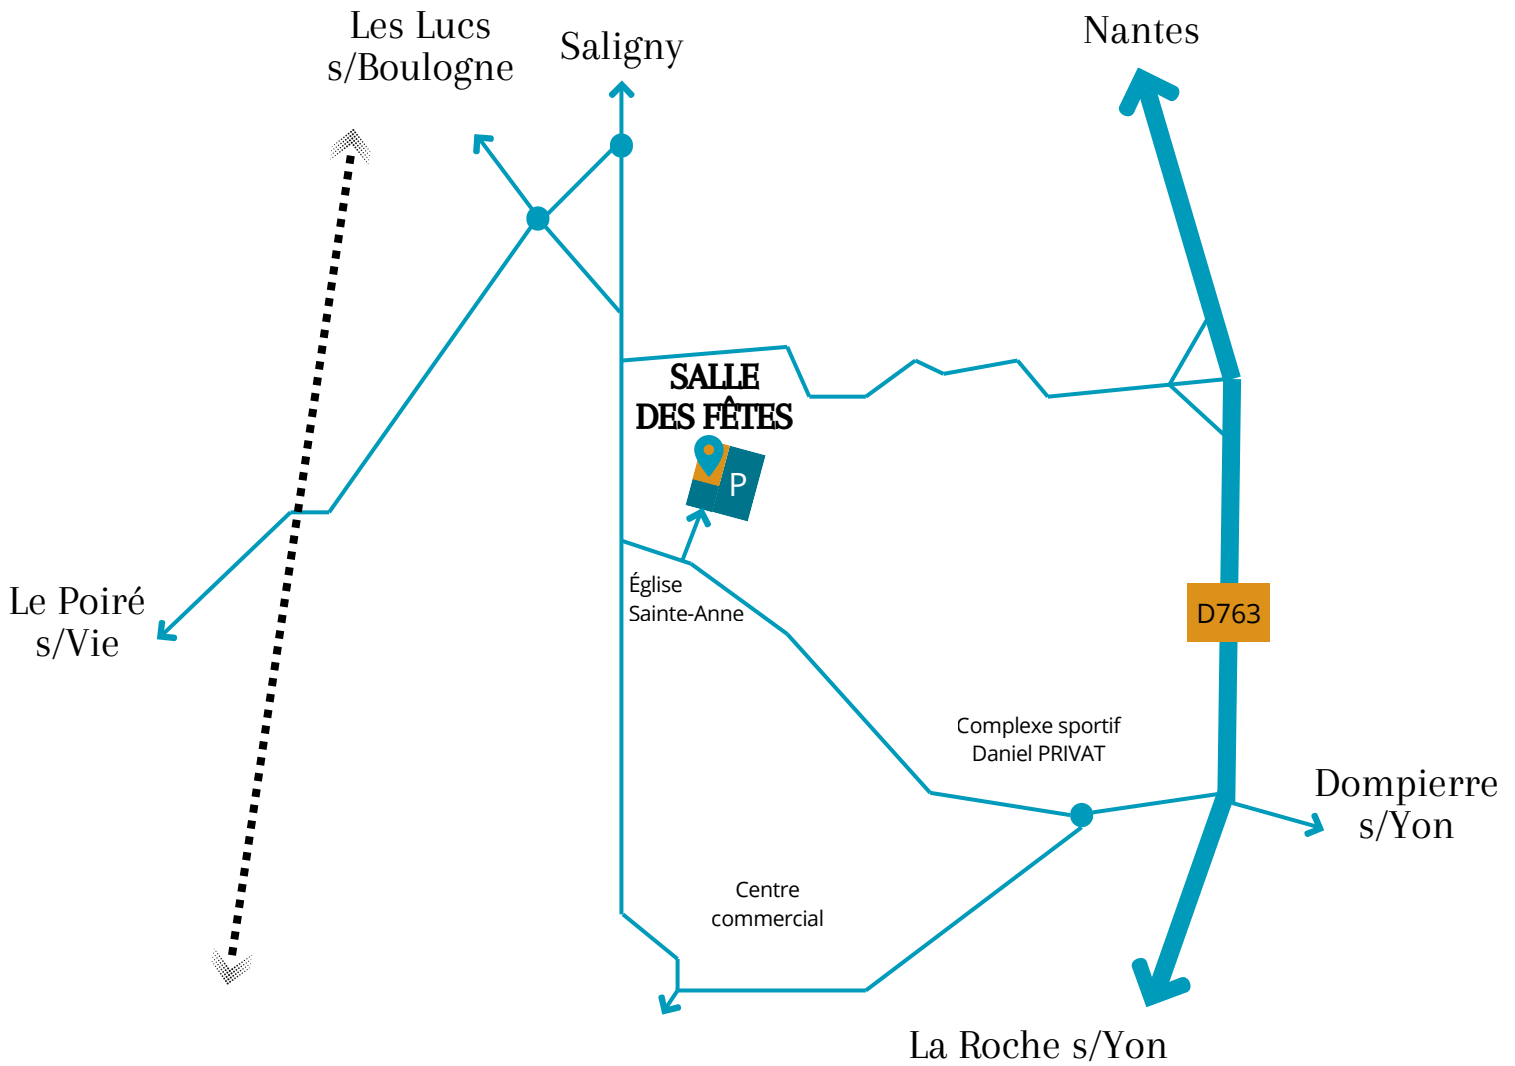 Les Lucs
s/Boulogne
Saligny
Nantes
SALLE
DES FÊTES
P
Église
Sainte-Anne
Le Poiré
s/Vie
D763
Complexe sportif
Daniel PRIVAT
Dompierre
s/Yon
Centre
commercial
La Roche s/Yon